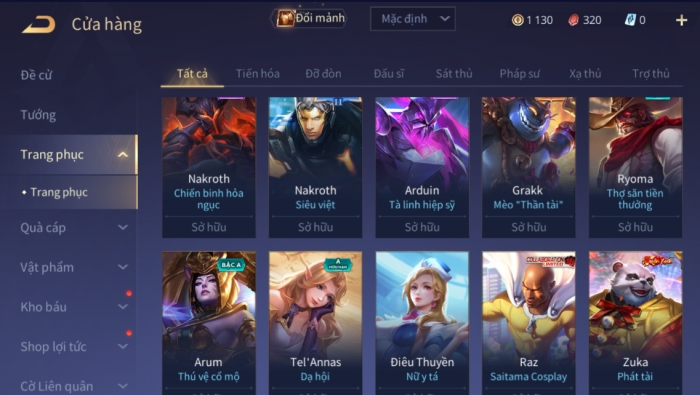 Cửa hàng
Đổi mảnh
Mặc định
1 130
320
0
Đề cử
Tướng
Trang phục
• Trang phục
Quà cáp
Vật phẩm
Kho báu
Shop lợi tức
Cờ Liên quân
Tất cả Tiến hóa Đỡ đòn Đấu sĩ Sát thủ Pháp sư Xạ thủ Trợ thủ
Nakroth
Chiến binh hỏa
ngục
Sở hữu
Nakroth
Siêu việt
Sở hữu
Arduin
Tà linh hiệp sỹ
Sở hữu
Grakk
Mèo "Thần tài"
Sở hữu
Ryoma
Thợ săn tiền
thưởng
Sở hữu
BẬC A
Arum
Thú vệ cổ mộ
A
Tel'Annas
Dạ hội
Điêu Thuyền
Nữ y tá
COLLABORATION
LIMITED
Raz
Saitama Cosplay
Zuka
Phát tài